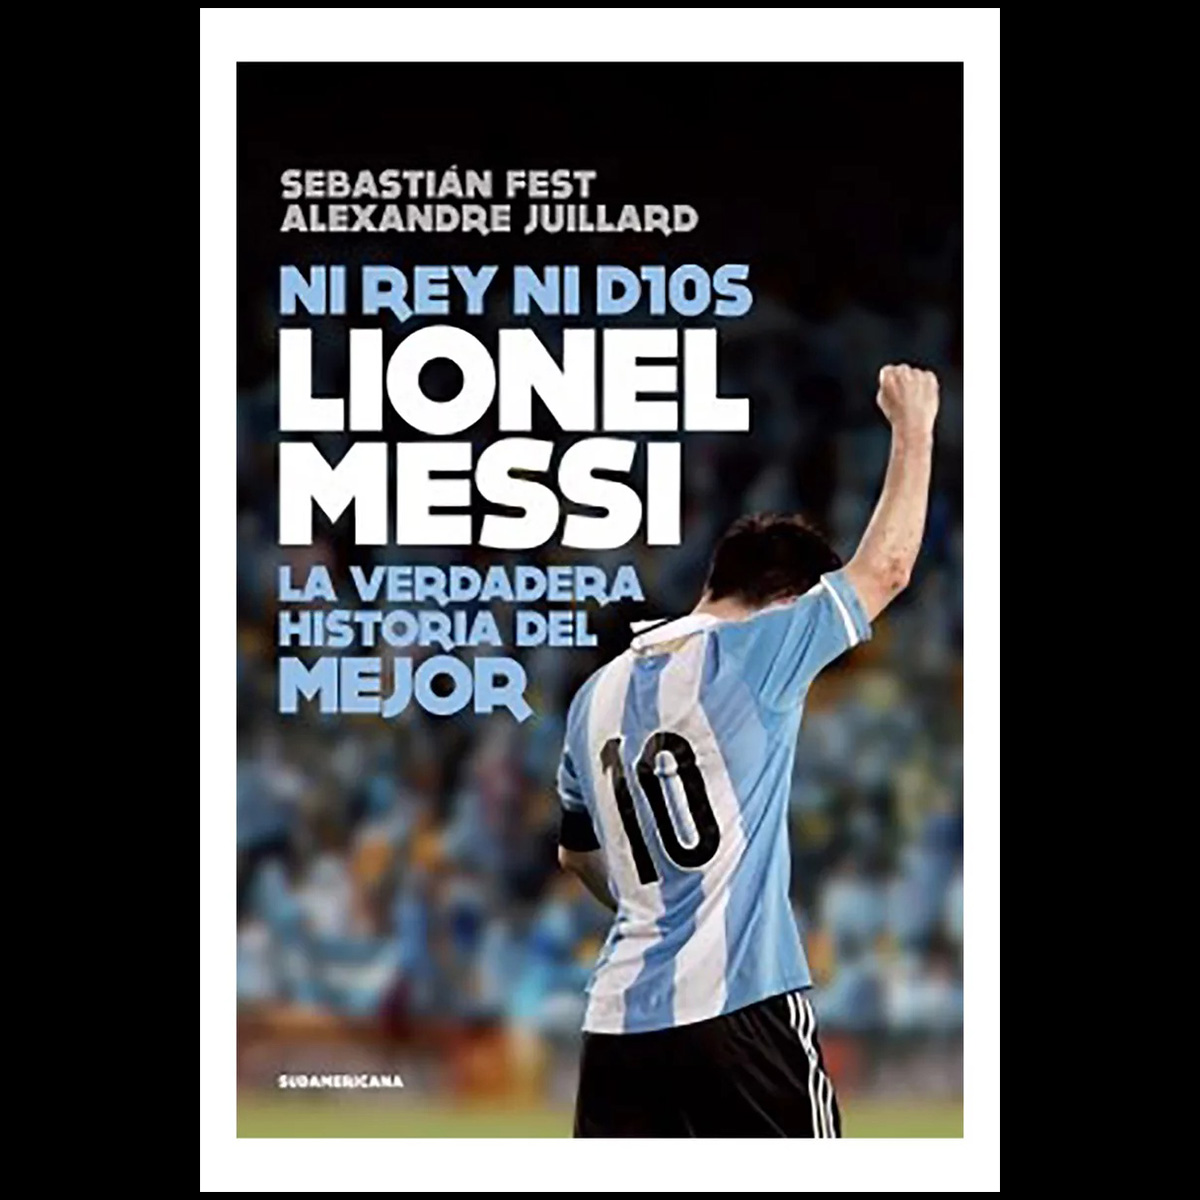 SEBASTIÁN FEST
ALEXANDRE JUILLARD
NI REY NI D10S
LIONEL
MESSI
LA VERDADERA
HISTORIA DEL
MEJOR
10
SUDAMERICANA